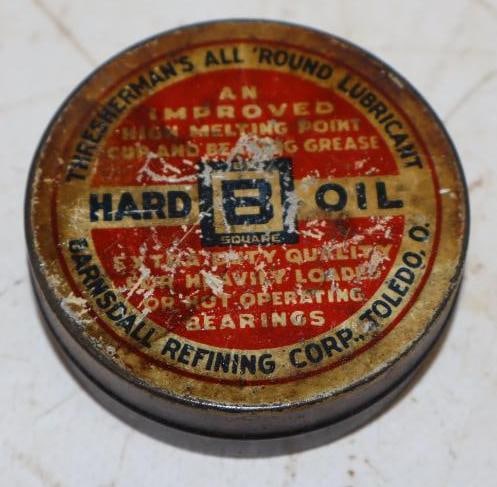 THRESHERMAN'S ALL 'ROUND LUBRICANT
AN
IMPROVED
HIGH MELTING POINT
CUP AND BEARING GREASE
HARD B OIL
SQUARE
EXTRA DUTY QUALITY
FOR HEAVILY LOADED
OR HOT OPERATING
BEARINGS
BARNSDALL REFINING CORP., TOLEDO, O.